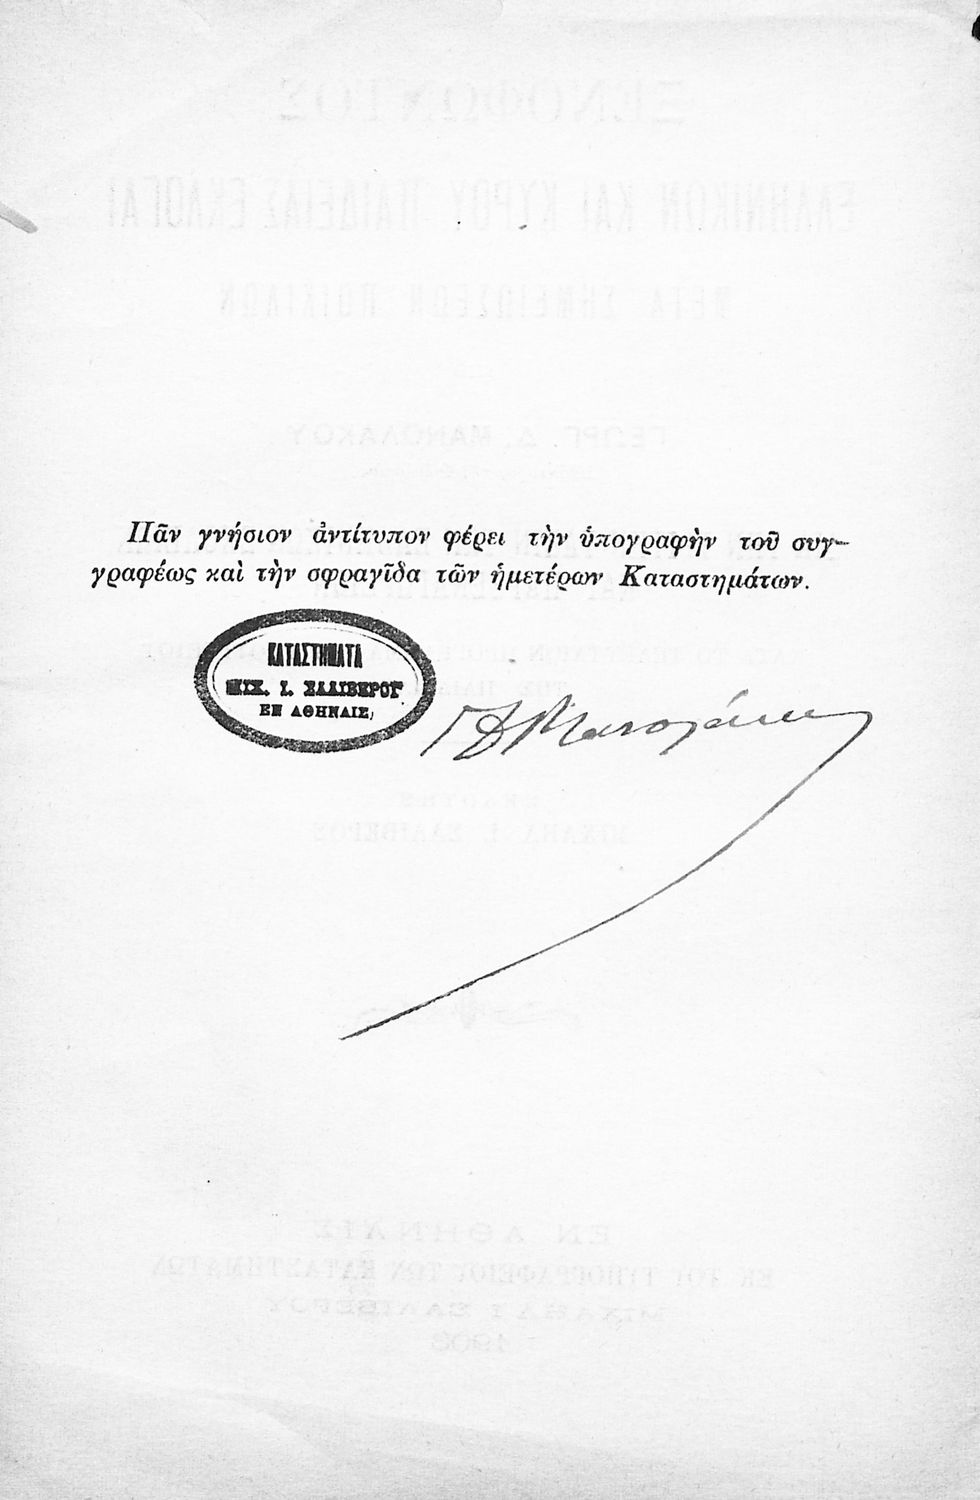 Πᾶν γνήσιον ἀντίτυπον φέρει τὴν ὑπογραφὴν τοῦ συγ-
γραφέως καὶ τὴν σφραγῖδα τῶν ἡμετέρων Καταστημάτων.
ΚΑΤΑΣΤΗΜΑΤΑ
ΜΙΧ. Ι. ΣΑΛΙΒΕΡΟΥ
ΕΝ ΑΘΗΝΑΙΣ
ΓΔΜανολάκο